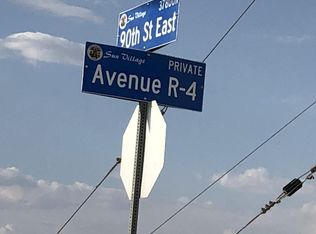 Sun Village
90th St East
Sun Village
PRIVATE
Avenue R-4